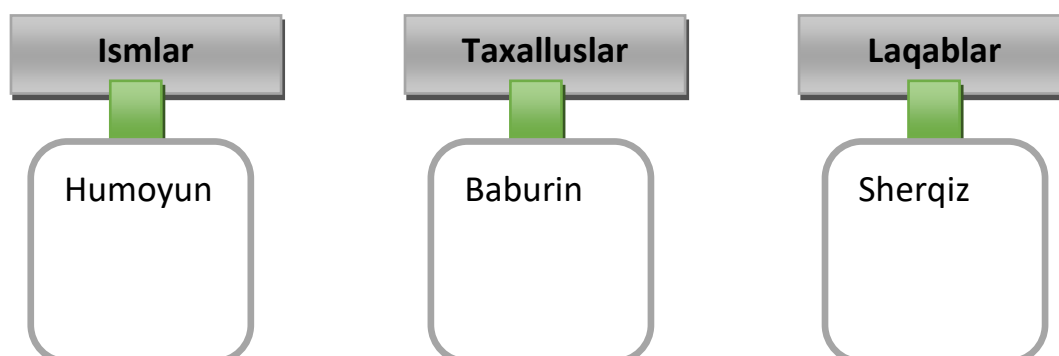 Ismlar
Taxalluslar
Laqablar
Humoyun
Baburin
Sherqiz